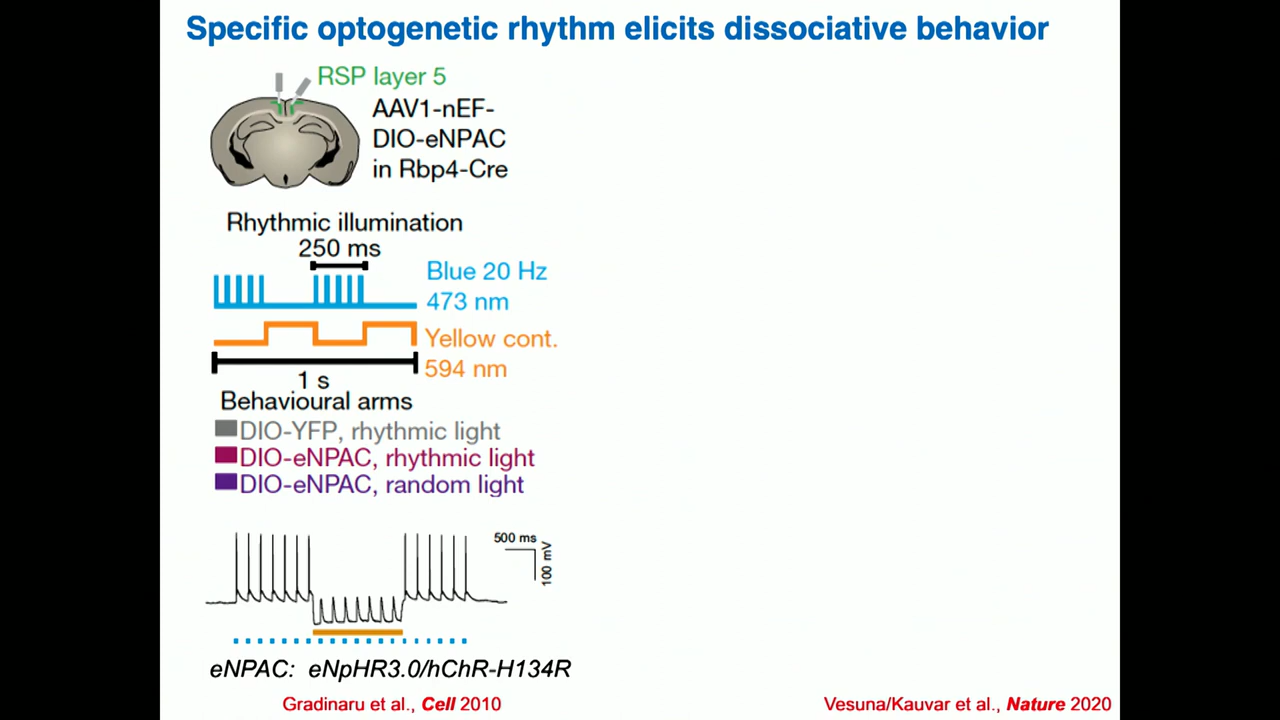 Specific optogenetic rhythm elicits dissociative behavior
RSP layer 5
AAV1-nEF-
DIO-eNPAC
in Rbp4-Cre
Rhythmic illumination
250 ms
Blue 20 Hz
473 nm
Yellow cont.
594 nm
1 s
Behavioural arms
DIO-YFP, rhythmic light
DIO-eNPAC, rhythmic light
DIO-eNPAC, random light
500 ms
100 mV
eNPAC: eNpHR3.0/hChR-H134R
Gradinaru et al., Cell 2010
Vesuna/Kauvar et al., Nature 2020